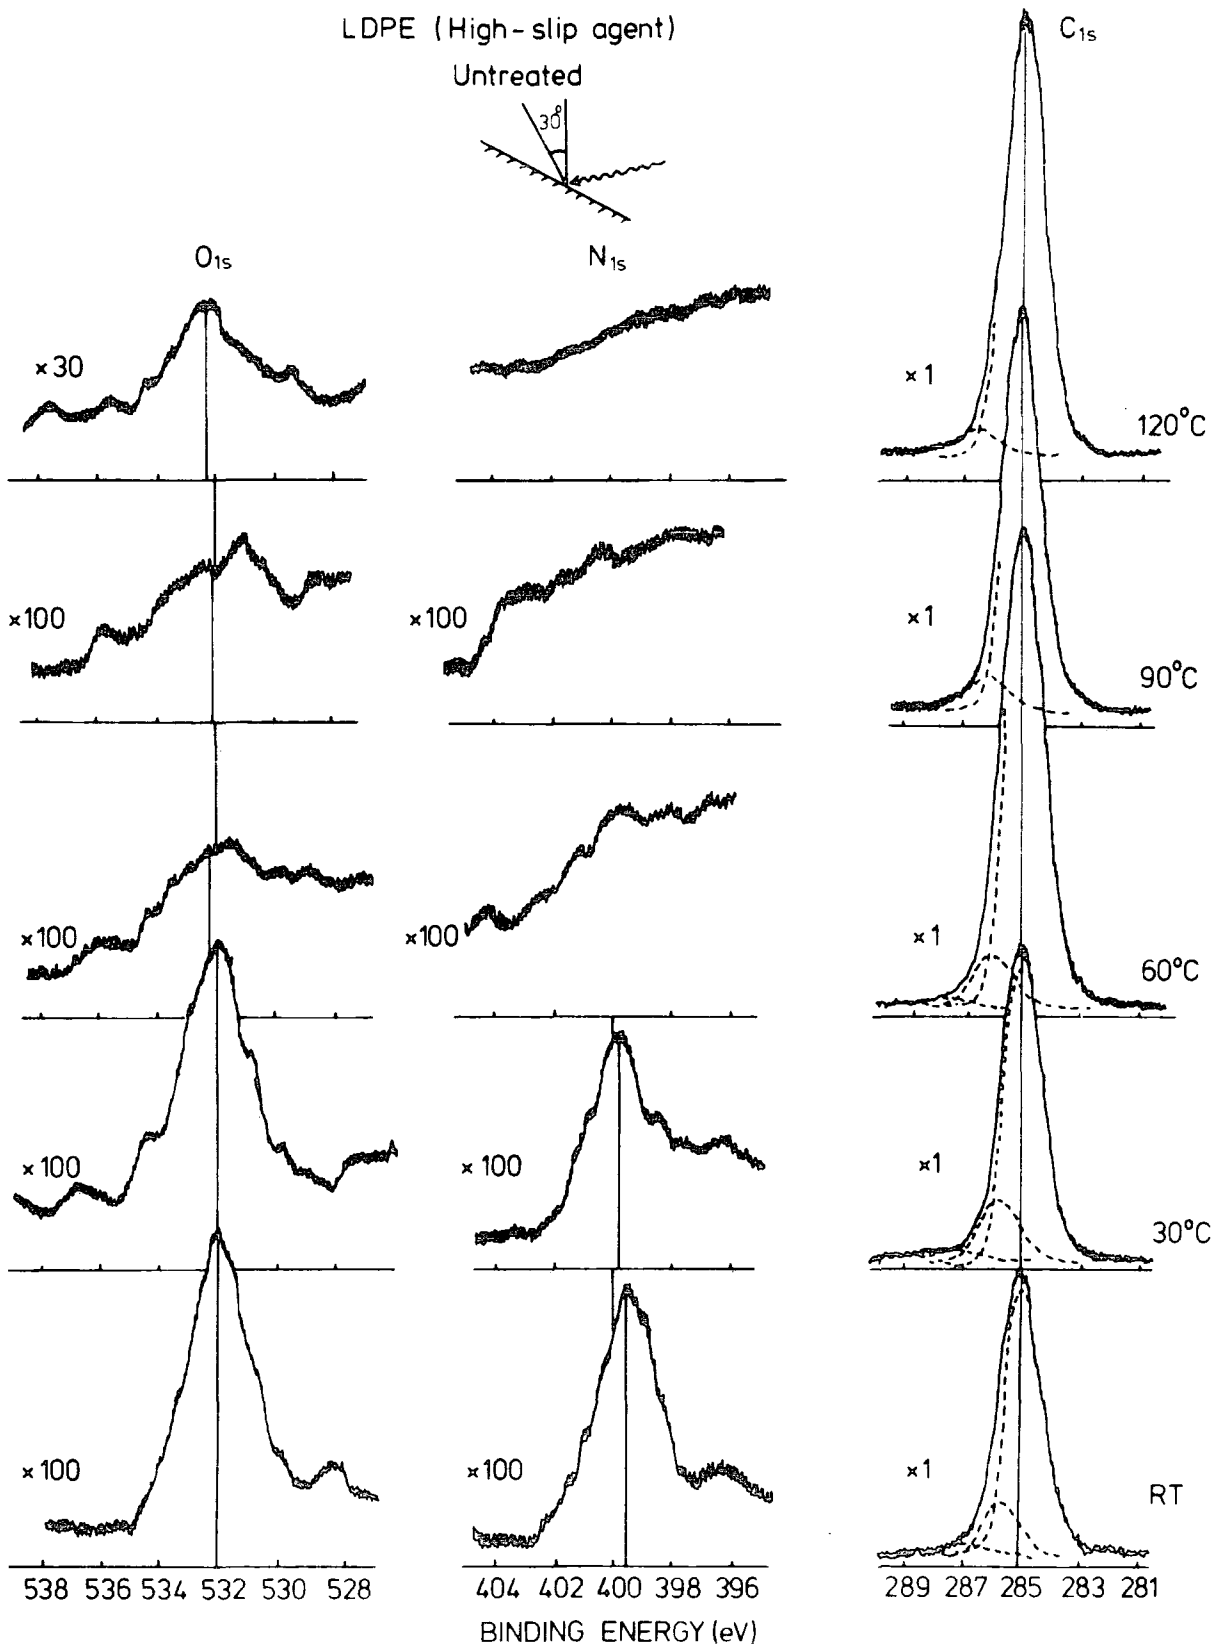 LDPE (High-slip agent)
Untreated
30°
O1s
N1s
C1s
×30
×1
120°C
×100
×100
×1
90°C
×100
×100
×1
60°C
×100
×100
×1
30°C
×100
×100
×1
RT
538 536 534 532 530 528
404 402 400 398 396
289 287 285 283 281
BINDING ENERGY (eV)